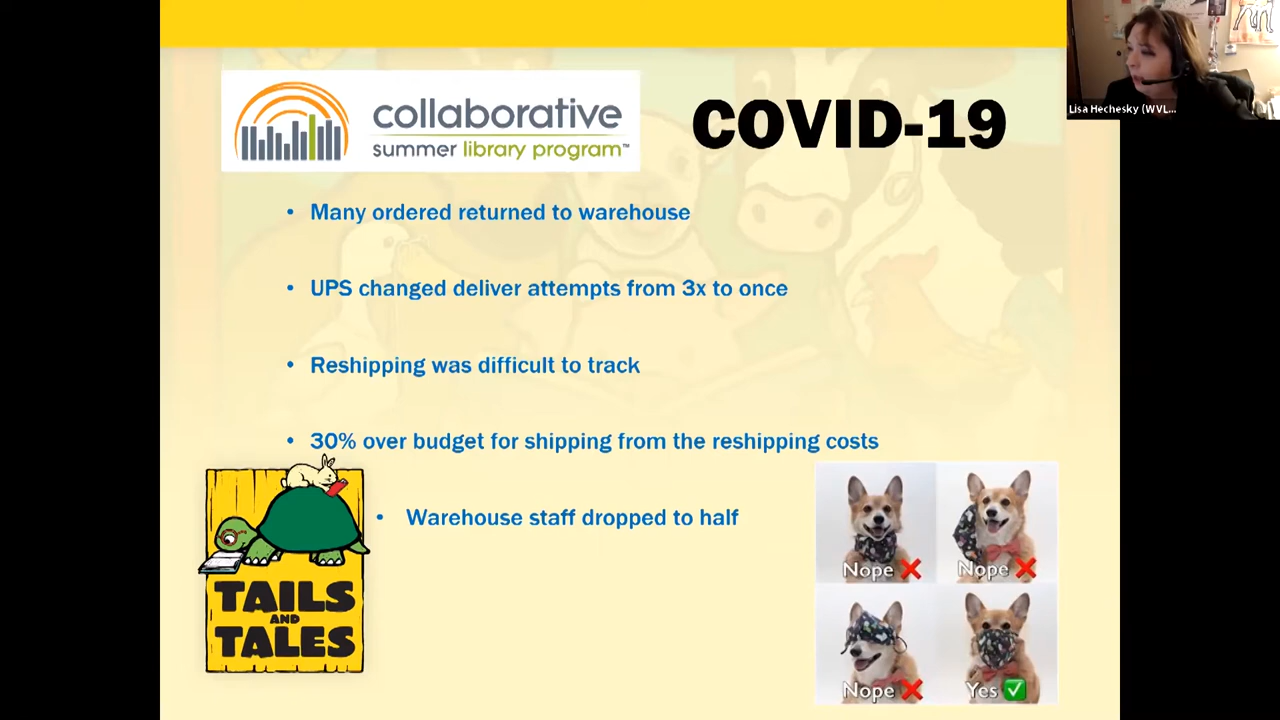 collaborative
summer library program™
COVID-19
Lisa Hechesky (WVL...
• Many ordered returned to warehouse
• UPS changed deliver attempts from 3x to once
• Reshipping was difficult to track
• 30% over budget for shipping from the reshipping costs
• Warehouse staff dropped to half
TAILS
AND
TALES
Nope ❌ Nope ❌
Nope ❌ Yes ✅